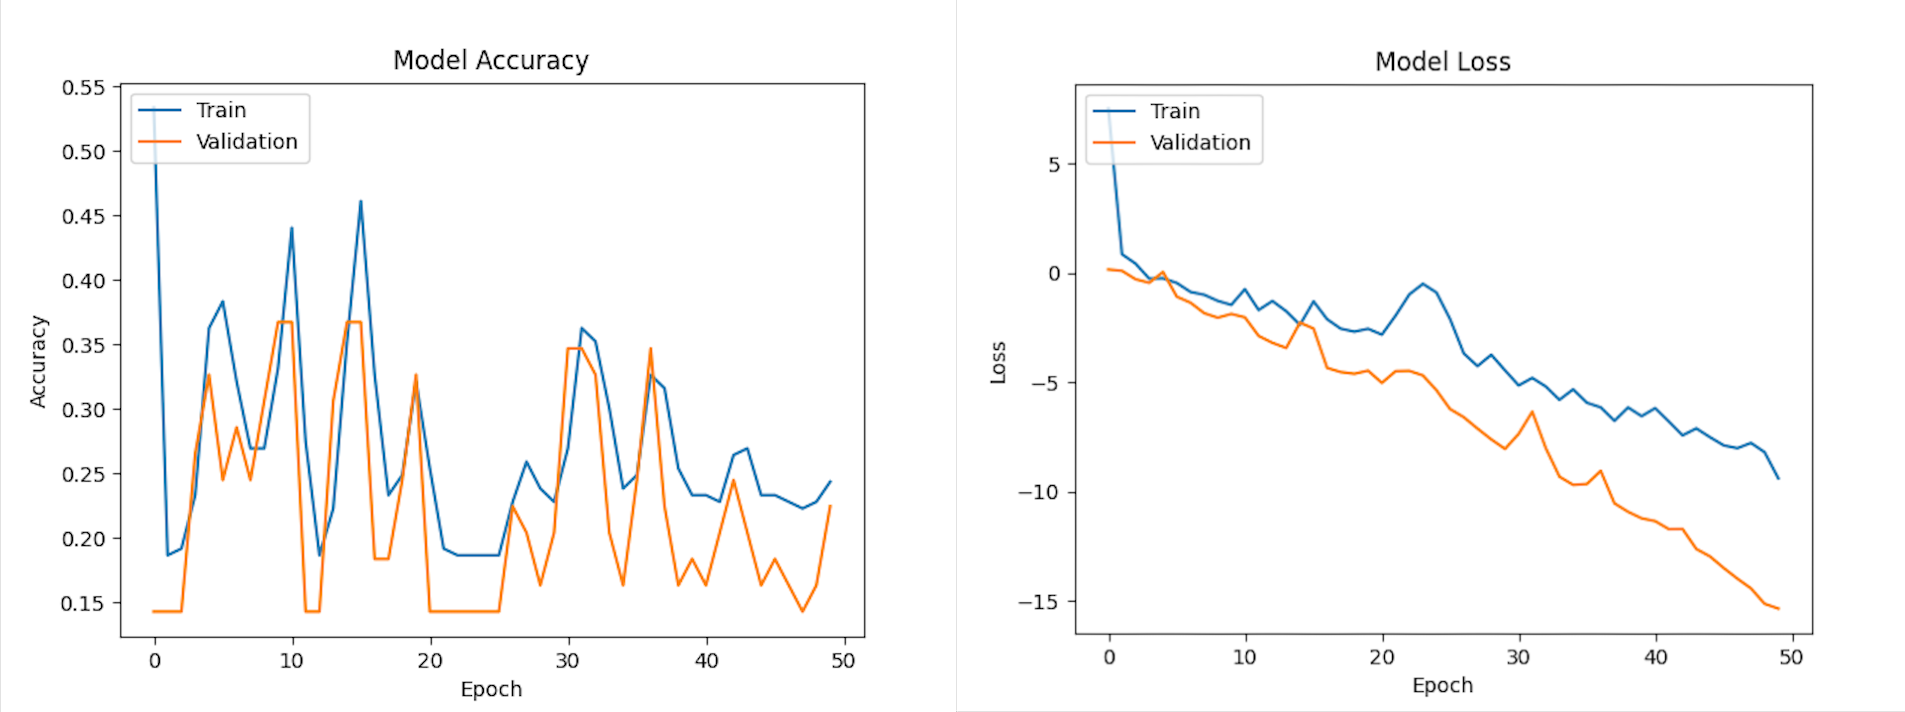 Model Accuracy
0.55
0.50
0.45
0.40
0.35
0.30
0.25
0.20
0.15
Accuracy
Train
Validation
0 10 20 30 40 50
Epoch
Model Loss
5
0
−5
−10
−15
Loss
Train
Validation
0 10 20 30 40 50
Epoch